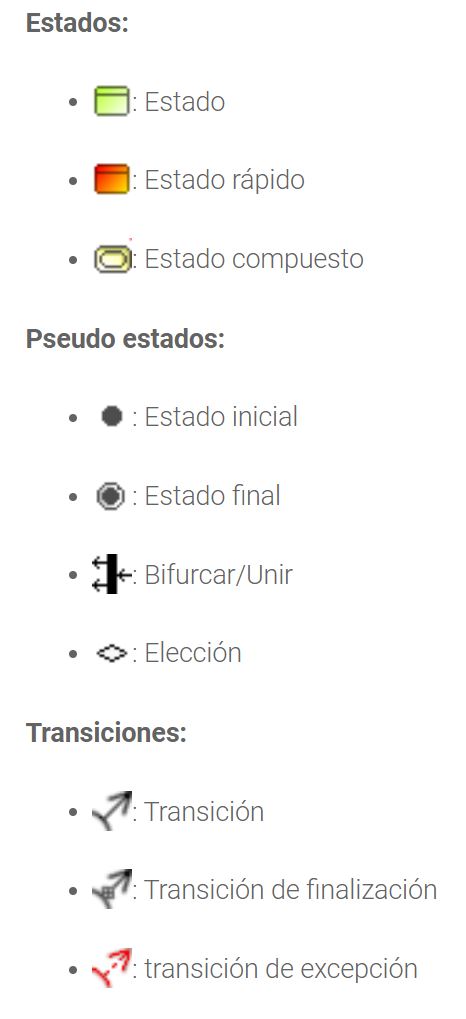 Estados:
: Estado
: Estado rápido
: Estado compuesto
Pseudo estados:
: Estado inicial
: Estado final
: Bifurcar/Unir
: Elección
Transiciones:
: Transición
: Transición de finalización
: transición de excepción